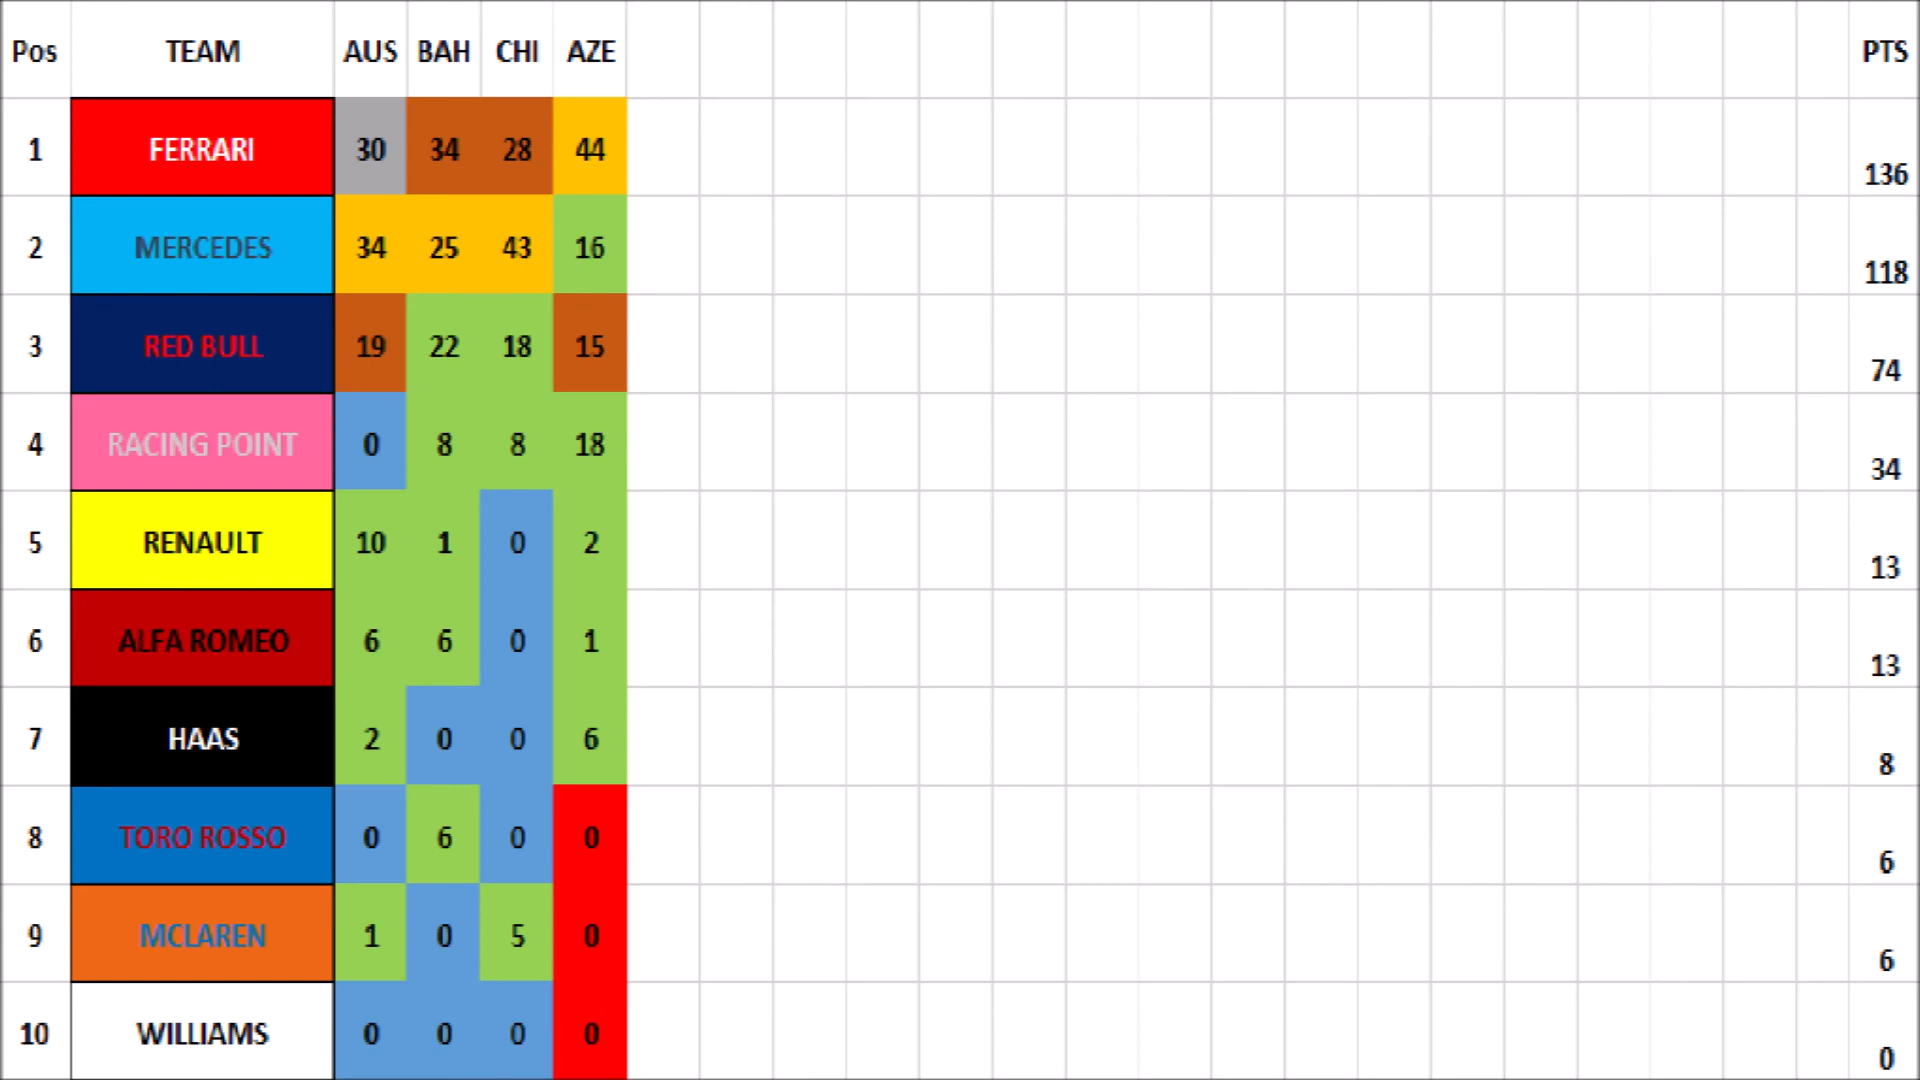 Pos TEAM AUS BAH CHI AZE PTS
1 FERRARI 30 34 28 44 136
2 MERCEDES 34 25 43 16 118
3 RED BULL 19 22 18 15 74
4 RACING POINT 0 8 8 18 34
5 RENAULT 10 1 0 2 13
6 ALFA ROMEO 6 6 0 1 13
7 HAAS 2 0 0 6 8
8 TORO ROSSO 0 6 0 0 6
9 MCLAREN 1 0 5 0 6
10 WILLIAMS 0 0 0 0 0